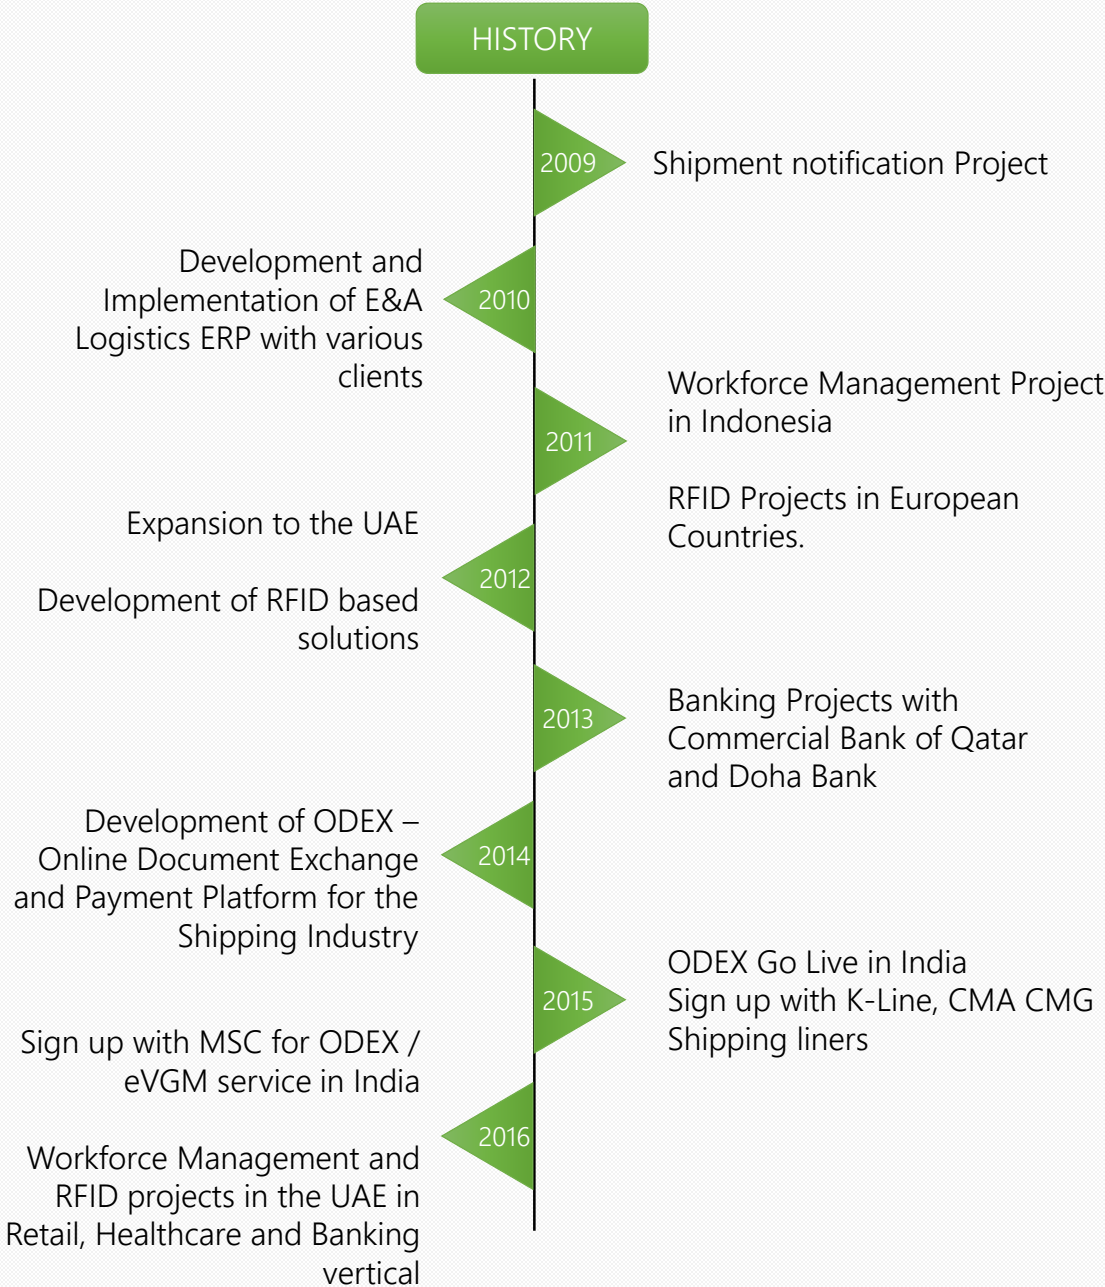 HISTORY
2009
Shipment notification Project
2010
Development and
Implementation of E&A
Logistics ERP with various
clients
2011
Workforce Management Project
in Indonesia
RFID Projects in European
Countries.
2012
Expansion to the UAE
Development of RFID based
solutions
2013
Banking Projects with
Commercial Bank of Qatar
and Doha Bank
2014
Development of ODEX –
Online Document Exchange
and Payment Platform for the
Shipping Industry
2015
ODEX Go Live in India
Sign up with K-Line, CMA CMG
Shipping liners
2016
Sign up with MSC for ODEX /
eVGM service in India
Workforce Management and
RFID projects in the UAE in
Retail, Healthcare and Banking
vertical